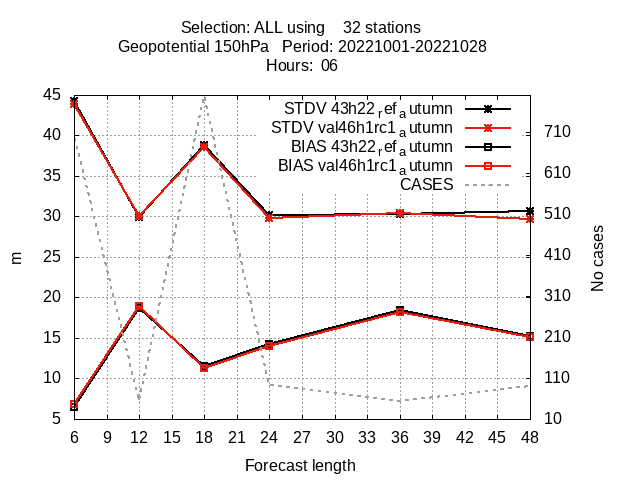 Selection: ALL using    32 stations
Geopotential 150hPa   Period: 20221001-20221028
Hours:  06
STDV 43h22_ref_autumn
STDV val46h1rc1_autumn
BIAS 43h22_ref_autumn
BIAS val46h1rc1_autumn
CASES
45
40
35
30
25
20
15
10
5
m
710
610
510
410
310
210
110
10
No cases
6 9 12 15 18 21 24 27 30 33 36 39 42 45 48
Forecast length